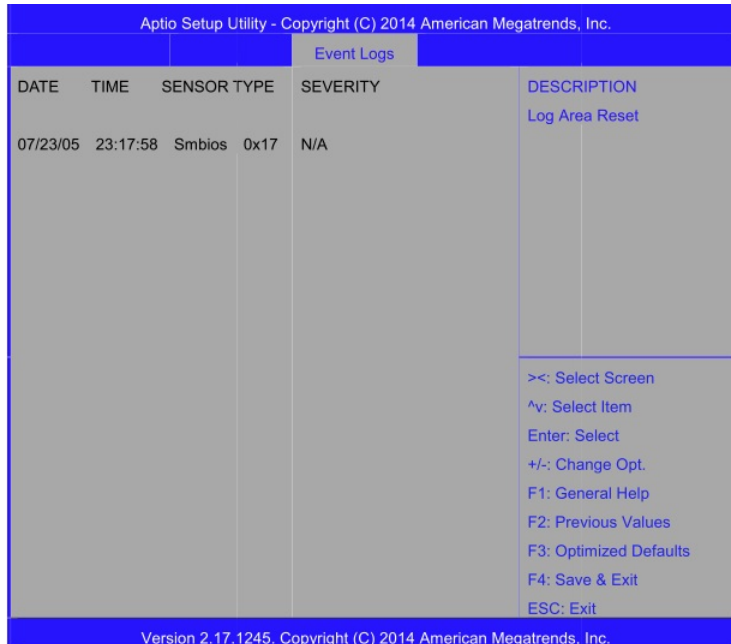 Aptio Setup Utility - Copyright (C) 2014 American Megatrends, Inc.
Event Logs
DATE TIME SENSOR TYPE SEVERITY
07/23/05 23:17:58 Smbios 0x17 N/A
DESCRIPTION
Log Area Reset
><: Select Screen
^v: Select Item
Enter: Select
+/-: Change Opt.
F1: General Help
F2: Previous Values
F3: Optimized Defaults
F4: Save & Exit
ESC: Exit
Version 2.17.1245. Copyright (C) 2014 American Megatrends, Inc.